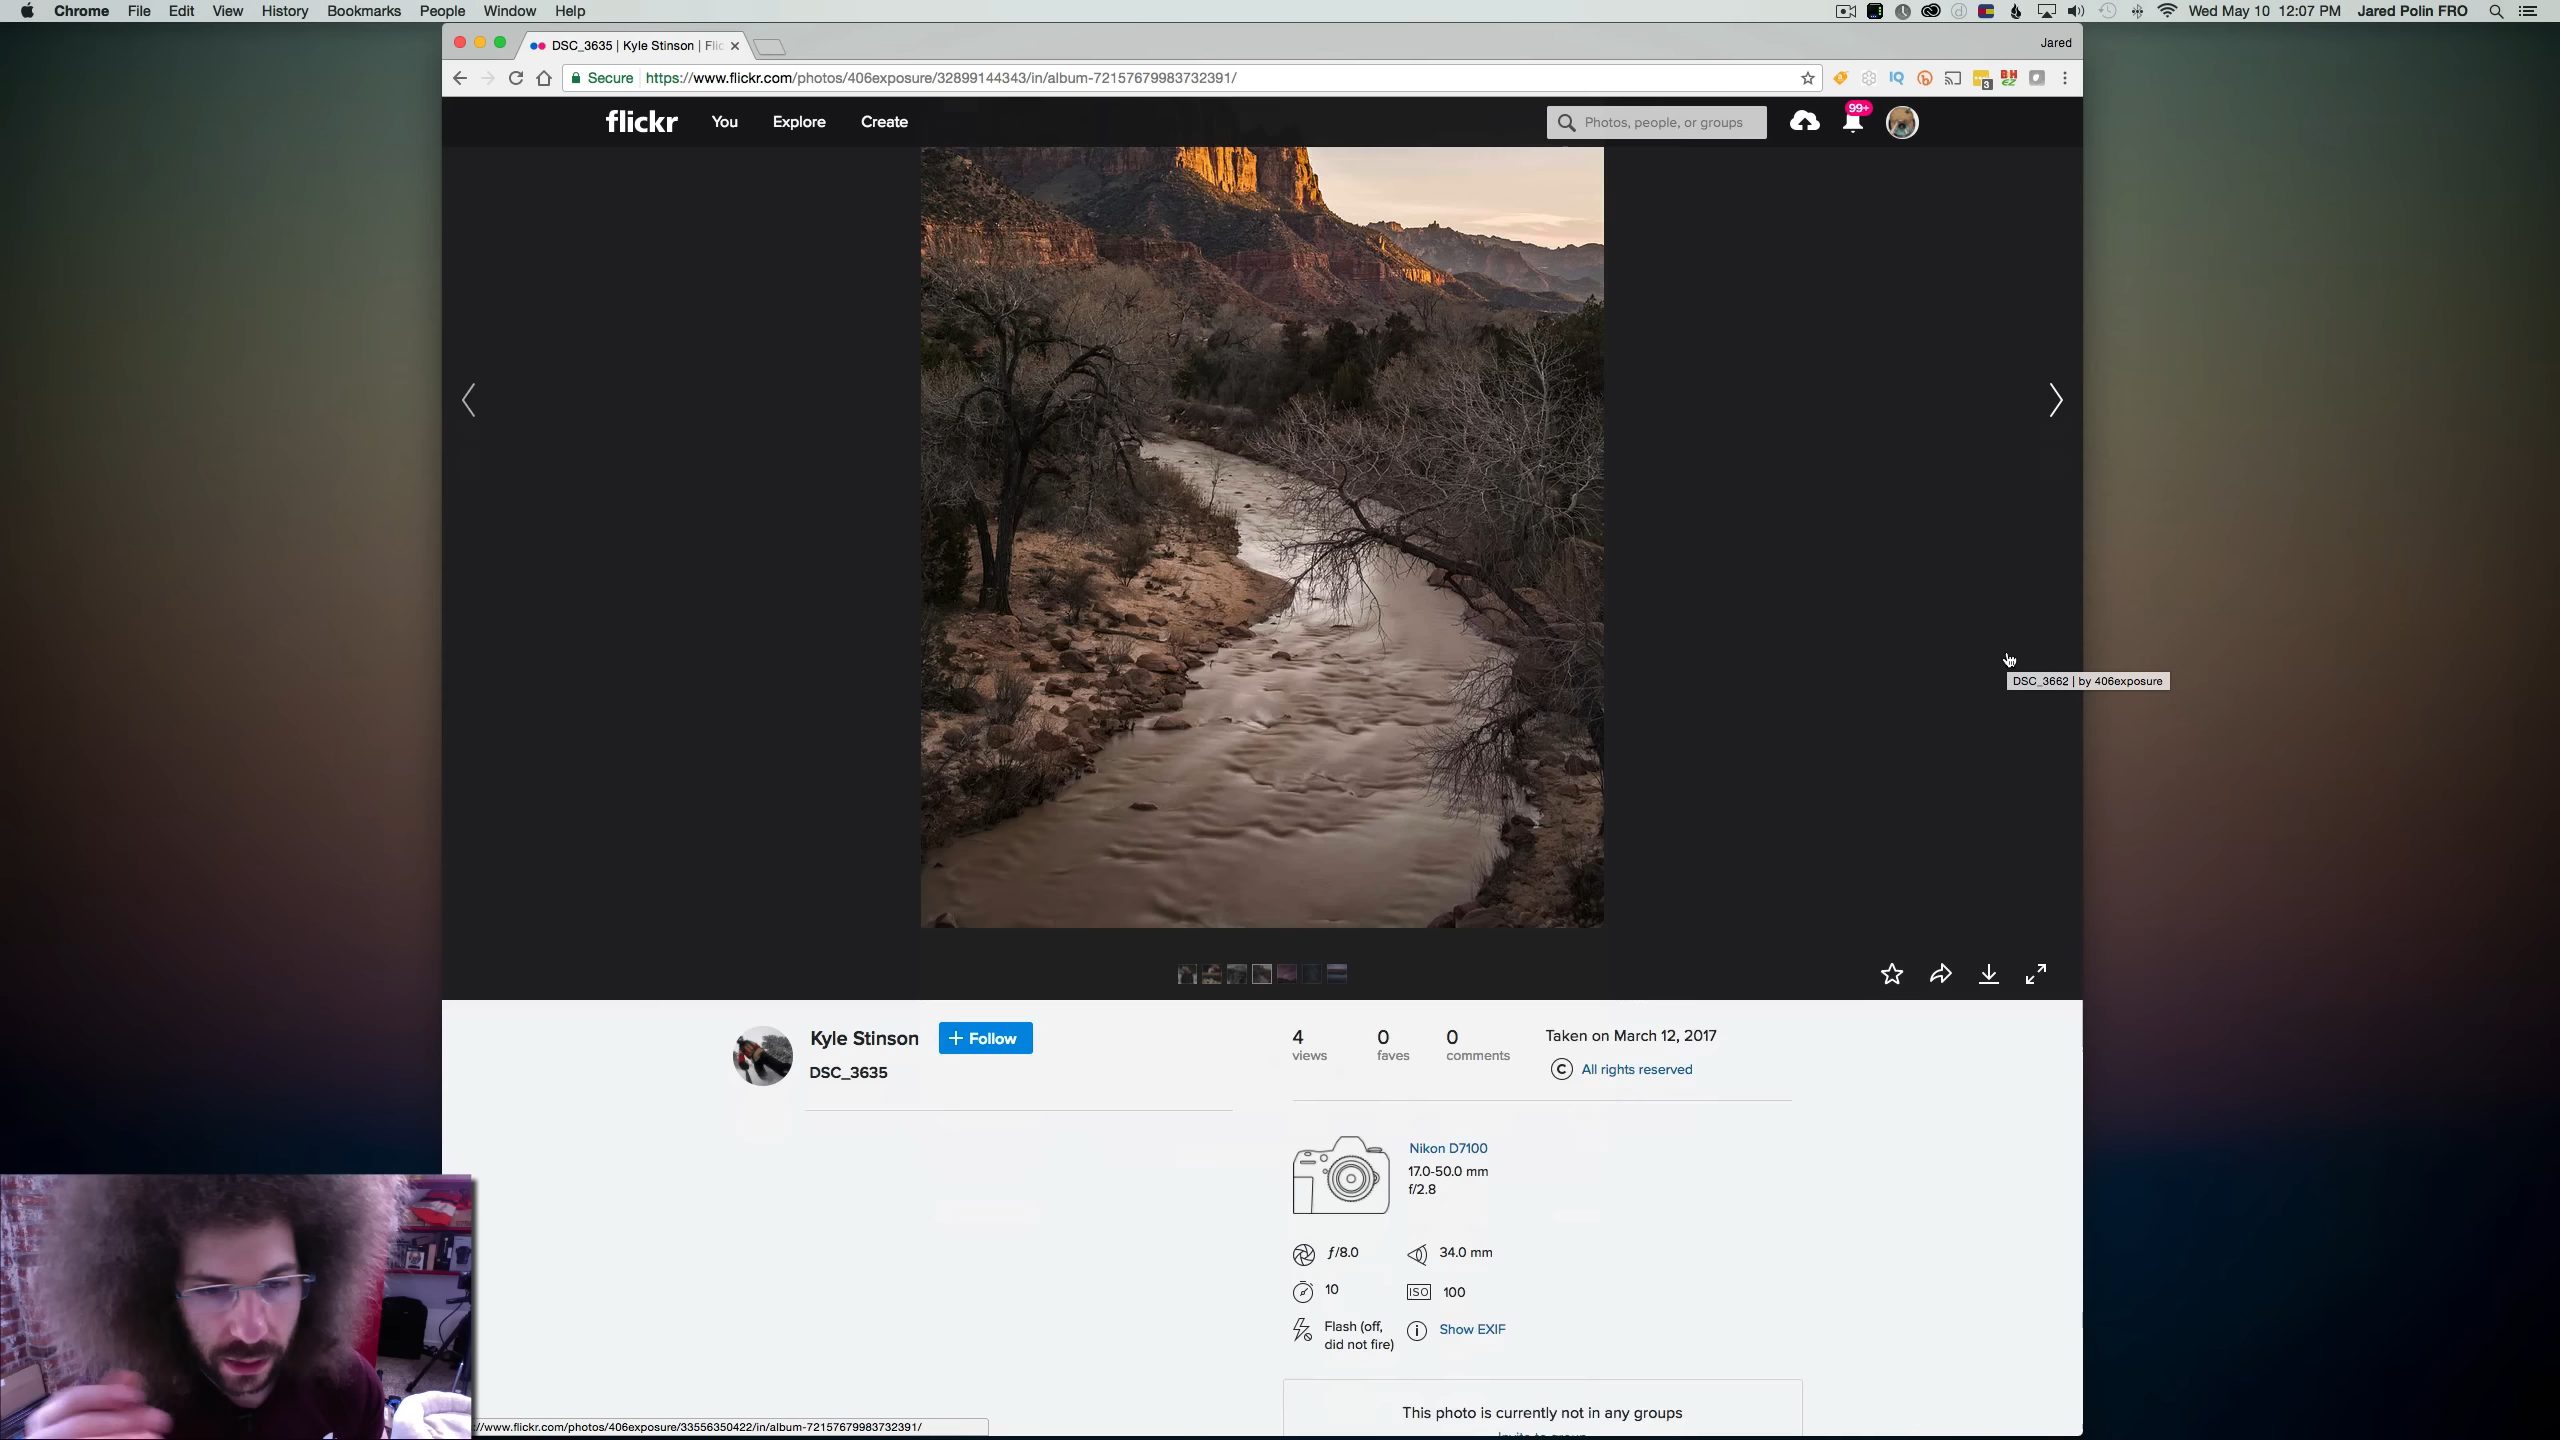 Chrome File Edit View History Bookmarks People Window Help
Wed May 10 12:07 PM Jared Polin FRO
DSC_3635 | Kyle Stinson | Flic
Jared
Secure https://www.flickr.com/photos/406exposure/32899144343/in/album-72157679983732391/
IQ
3
BH
EZ
flickr You Explore Create
Photos, people, or groups
99+
DSC_3662 | by 406exposure
Kyle Stinson
+ Follow
DSC_3635
4 views
0 faves
0 comments
Taken on March 12, 2017
All rights reserved
Nikon D7100
17.0-50.0 mm
f/2.8
ƒ/8.0
34.0 mm
10
ISO 100
Flash (off, did not fire)
Show EXIF
This photo is currently not in any groups
//www.flickr.com/photos/406exposure/33556350422/in/album-72157679983732391/